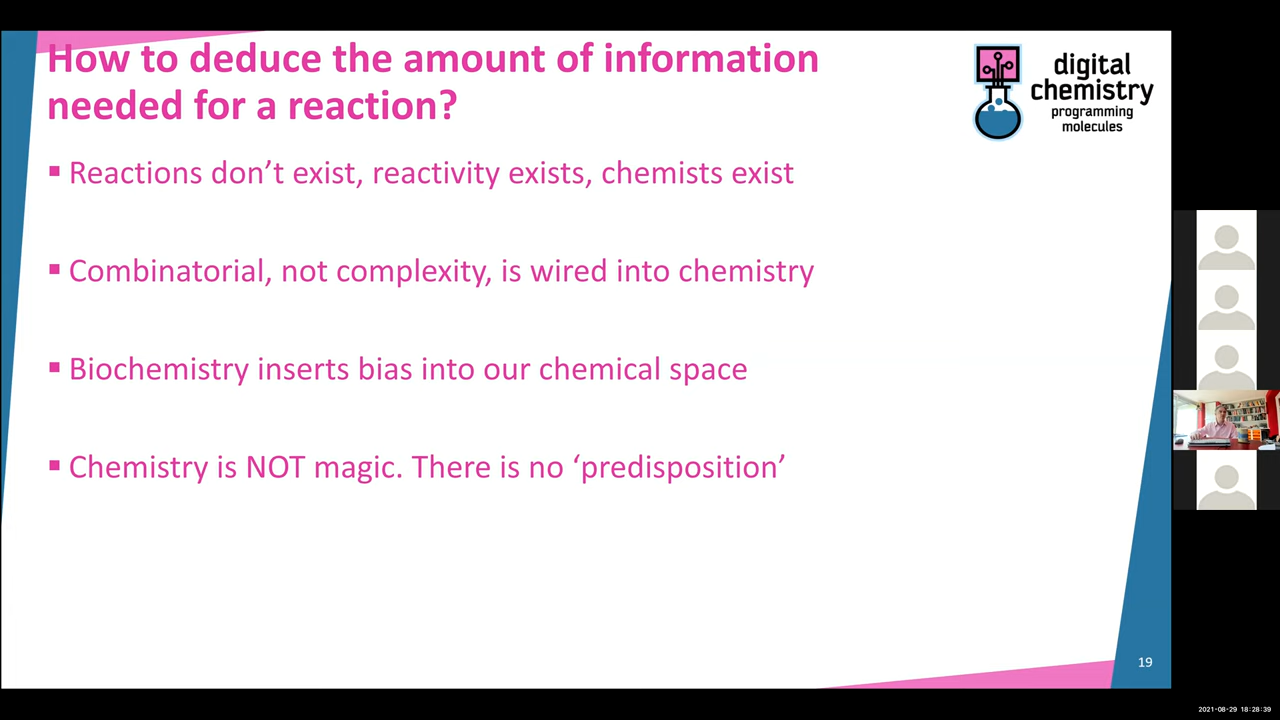 How to deduce the amount of information
needed for a reaction?
digital
chemistry
programming
molecules
▪ Reactions don’t exist, reactivity exists, chemists exist
▪ Combinatorial, not complexity, is wired into chemistry
▪ Biochemistry inserts bias into our chemical space
▪ Chemistry is NOT magic. There is no ‘predisposition’
19
2021-08-29 18:28:39